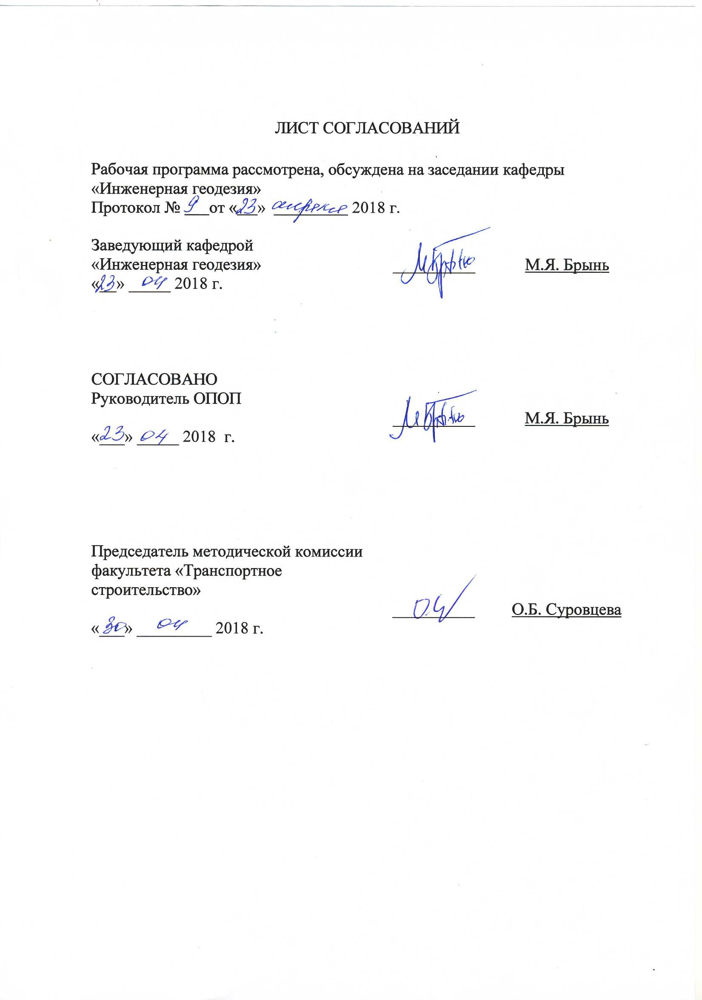 ЛИСТ СОГЛАСОВАНИЙ
Рабочая программа рассмотрена, обсуждена на заседании кафедры
«Инженерная геодезия»
Протокол № 9 от «23» апреля 2018 г.
Заведующий кафедрой
«Инженерная геодезия» М.Я. Брынь
«23» 04 2018 г.
СОГЛАСОВАНО
Руководитель ОПОП
М.Я. Брынь
«23» 04 2018 г.
Председатель методической комиссии
факультета «Транспортное
строительство»
О.Б. Суровцева
«30» 04 2018 г.